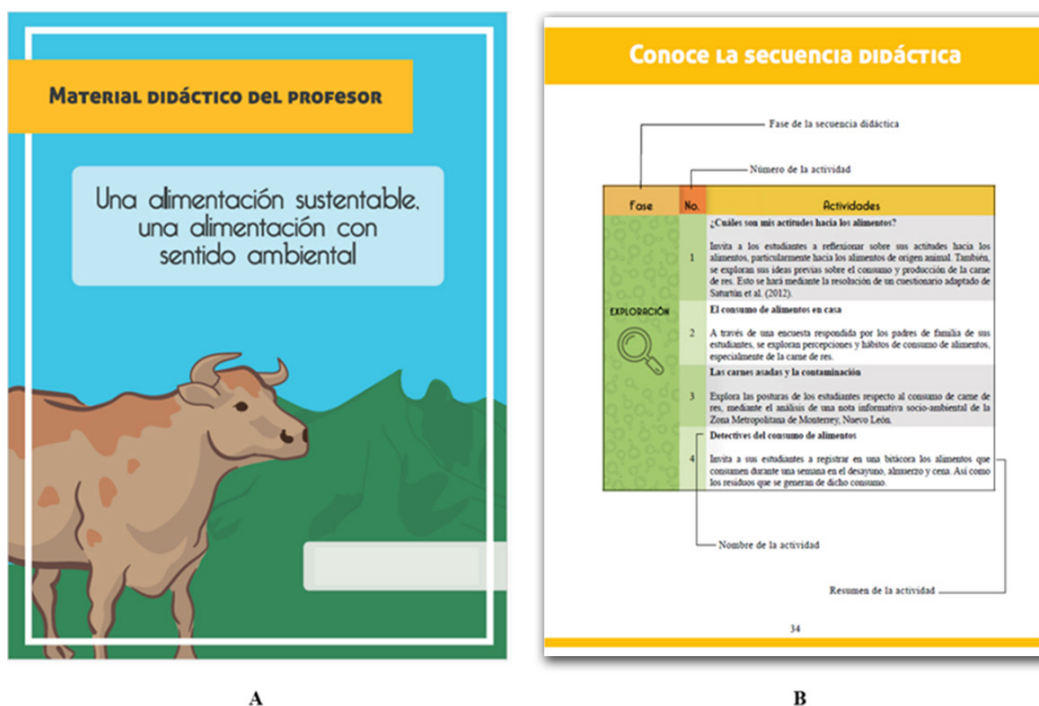 Material didáctico del profesor
Una alimentación sustentable,
una alimentación con
sentido ambiental
A
Conoce la secuencia didáctica
Fase de la secuencia didáctica
Número de la actividad
Fase No. Actividades
¿Cuáles son mis actitudes hacia los alimentos?
Invita a los estudiantes a reflexionar sobre sus actitudes hacia los
1 alimentos, particularmente hacia los alimentos de origen animal. También,
se exploran sus ideas previas sobre el consumo y producción de la carne
de res. Esto se hará mediante la resolución de un cuestionario adaptado de
Saturtún et al. (2012).
EXPLORACIÓN
El consumo de alimentos en casa
2 A través de una encuesta respondida por los padres de familia de sus
estudiantes, se exploran percepciones y hábitos de consumo de alimentos,
especialmente de la carne de res.
Las carnes asadas y la contaminación
3 Explora las posturas de los estudiantes respecto al consumo de carne de
res, mediante el análisis de una nota informativa socio-ambiental de la
Zona Metropolitana de Monterrey, Nuevo León.
Detectives del consumo de alimentos
4 Invita a sus estudiantes a registrar en una bitácora los alimentos que
consumen durante una semana en el desayuno, almuerzo y cena. Así como
los residuos que se generan de dicho consumo.
Nombre de la actividad
Resumen de la actividad
34
B